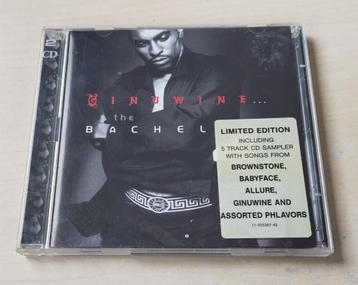 2
CD
GINUWINE...
the
BACHEL
LIMITED EDITION
INCLUDING
5 TRACK CD SAMPLER
WITH SONGS FROM
BROWNSTONE,
BABYFACE,
ALLURE,
GINUWINE AND
ASSORTED PHLAVORS